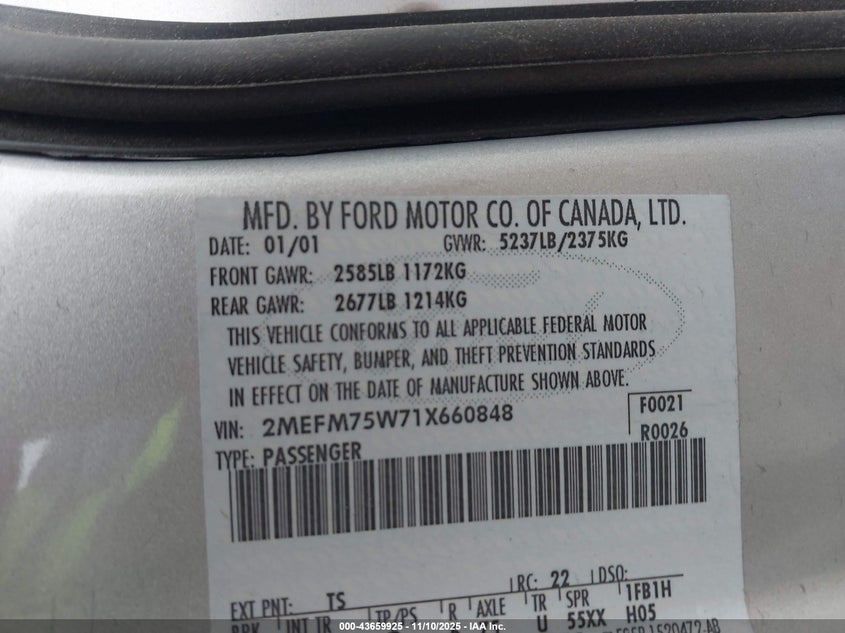 MFD. BY FORD MOTOR CO. OF CANADA, LTD.
DATE: 01/01 GVWR: 5237LB/2375KG
FRONT GAWR: 2585LB 1172KG
REAR GAWR: 2677LB 1214KG
THIS VEHICLE CONFORMS TO ALL APPLICABLE FEDERAL MOTOR
VEHICLE SAFETY, BUMPER, AND THEFT PREVENTION STANDARDS
IN EFFECT ON THE DATE OF MANUFACTURE SHOWN ABOVE.
VIN: 2MEFM75W71X660848 F0021
TYPE: PASSENGER R0026
RC: 22 DSO:
EXT PNT: TS 1FB1H
BRK INT TR TP/PS R AXLE TR SPR H05
U 55XX
000-43659925 - 11/10/2025 - IAA Inc.